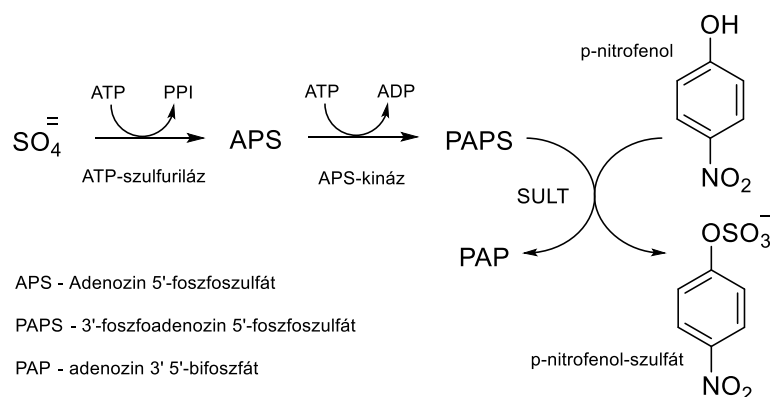 OH
p-nitrofenol
ATP PPI ATP ADP
SO4= APS PAPS
ATP-szulfuriláz APS-kináz
NO2
SULT
OSO3−
PAP
APS - Adenozin 5'-foszfoszulfát
PAPS - 3'-foszfoadenozin 5'-foszfoszulfát
p-nitrofenol-szulfát
PAP - adenozin 3' 5'-bifoszfát
NO2